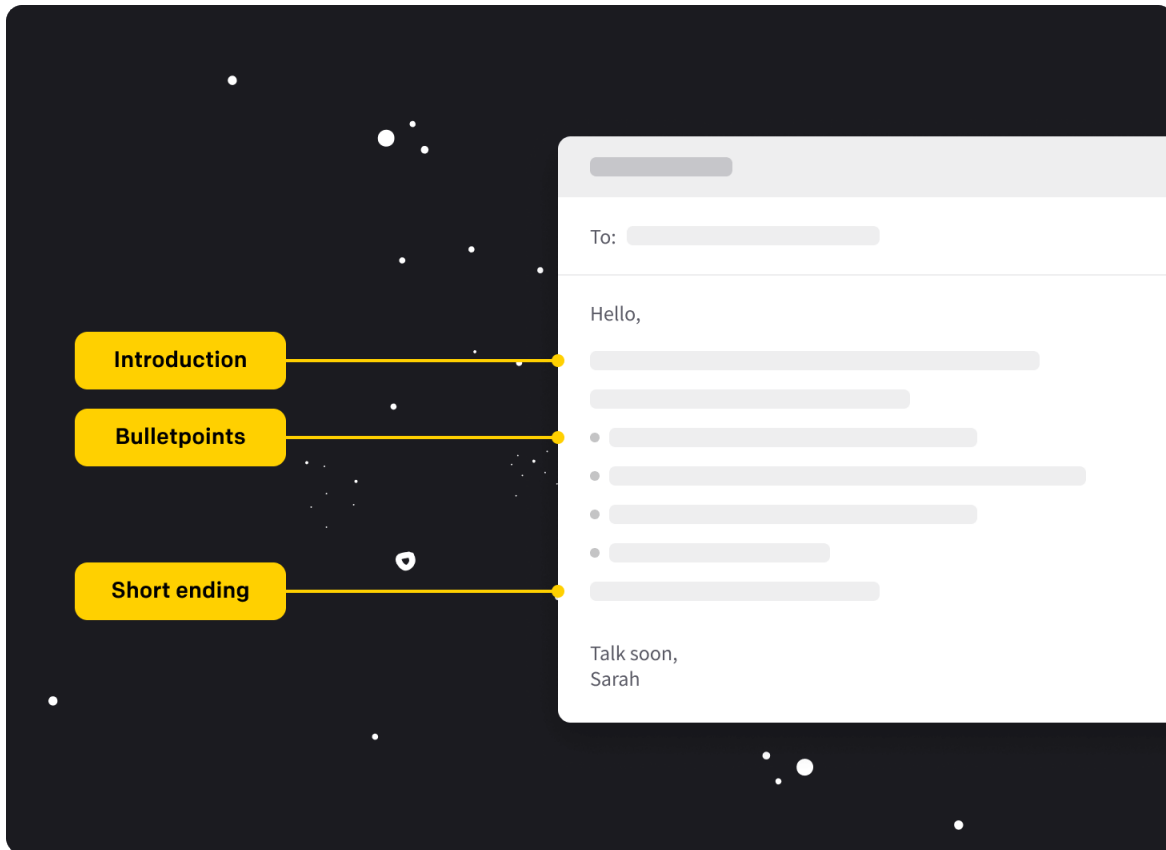 To:
Hello,
Introduction
Bulletpoints
Short ending
Talk soon,
Sarah